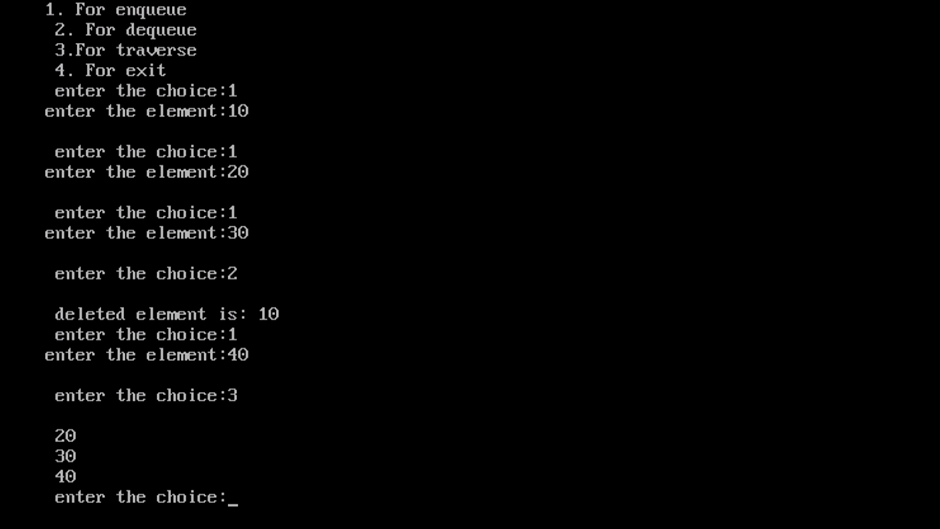 1. For enqueue
2. For dequeue
3.For traverse
4. For exit
enter the choice:1
enter the element:10
enter the choice:1
enter the element:20
enter the choice:1
enter the element:30
enter the choice:2
deleted element is: 10
enter the choice:1
enter the element:40
enter the choice:3
20
30
40
enter the choice:_